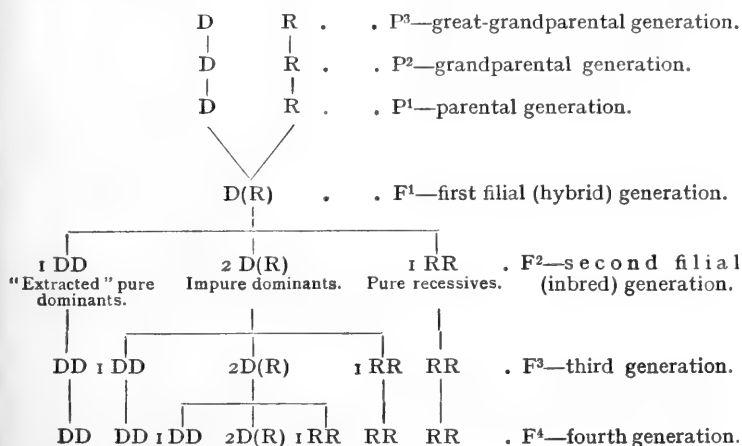 D R . . P³—great-grandparental generation.
D R . . P²—grandparental generation.
D R . . P¹—parental generation.
D(R) . . F¹—first filial (hybrid) generation.
1 DD 2 D(R) 1 RR . F²—second filial
"Extracted" pure Impure dominants. Pure recessives. (inbred) generation.
dominants.
DD 1 DD 2D(R) 1 RR RR . F³—third generation.
DD DD 1 DD 2D(R) 1 RR RR RR . F⁴—fourth generation.